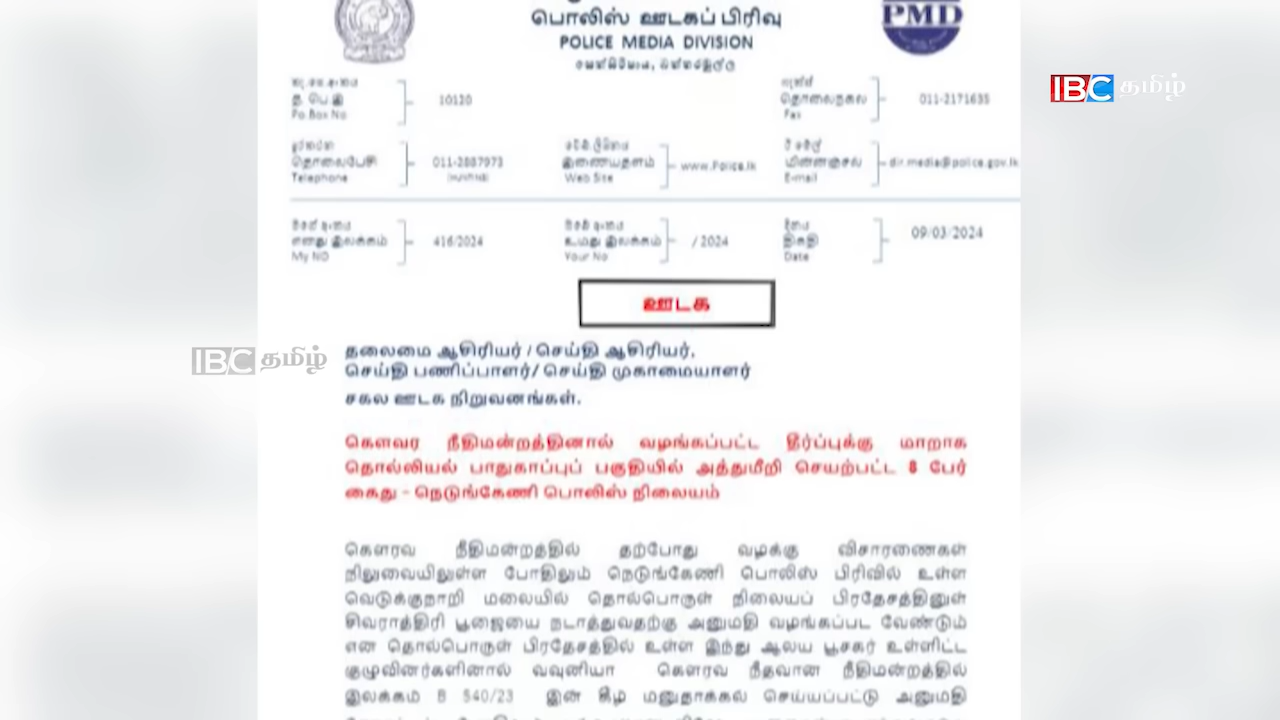 பொலிஸ் ஊடகப் பிரிவு
PMD
POLICE MEDIA DIVISION
IBC தமிழ்
த. பெ. இ
Po.Box No
10120
தொலைநகல்
Fax
011-2171635
தொலைபேசி
Telephone
011-2887973
இணையதளம்
Web Site
www.Police.lk
மின்னஞ்சல்
E-mail
dir.media@police.gov.lk
எனது இலக்கம்
My NO
416/2024
உமது இலக்கம்
Your No
/ 2024
திகதி
Date
09/03/2024
ஊடக
IBC தமிழ்
தலைமை ஆசிரியர் / செய்தி ஆசிரியர்,
செய்தி பணிப்பாளர்/ செய்தி முகாமையாளர்
சகல ஊடக நிறுவனங்கள்.
கௌவர நீதிமன்றத்தினால் வழங்கப்பட்ட தீர்ப்புக்கு மாறாக
தொல்லியல் பாதுகாப்புப் பகுதியில் அத்துமீறி செயற்பட்ட 8 பேர்
கைது - நெடுங்கேணி பொலிஸ் நிலையம்
கௌரவ நீதிமன்றத்தில் தற்போது வழக்கு விசாரணைகள்
நிலுவையிலுள்ள போதிலும் நெடுங்கேணி பொலிஸ் பிரிவில் உள்ள
வெடுக்குநாறி மலையில் தொல்பொருள் நிலையப் பிரதேசத்தினுள்
சிவராத்திரி பூஜையை நடாத்துவதற்கு அனுமதி வழங்கப்பட வேண்டும்
என தொல்பொருள் பிரதேசத்தில் உள்ள இந்து ஆலய பூசகர் உள்ளிட்ட
குழுவினர்களினால் வவுனியா கௌரவ நீதவான் நீதிமன்றத்தில்
இலக்கம் B 540/23 இன் கீழ் மனுதாக்கல் செய்யப்பட்டு அனுமதி